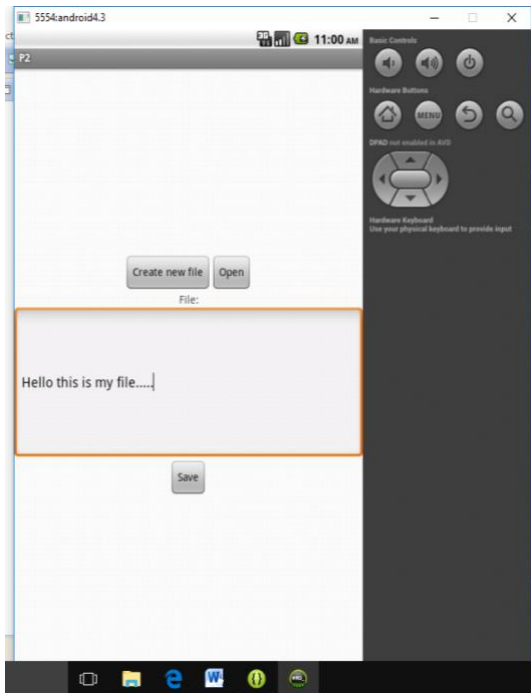 5554:android4.3
3G 11:00 AM
P2
Create new file Open
File:
Hello this is my file.....
Save
Basic Controls
Hardware Buttons
MENU
DPAD not enabled in AVD
Hardware Keyboard
Use your physical keyboard to provide input